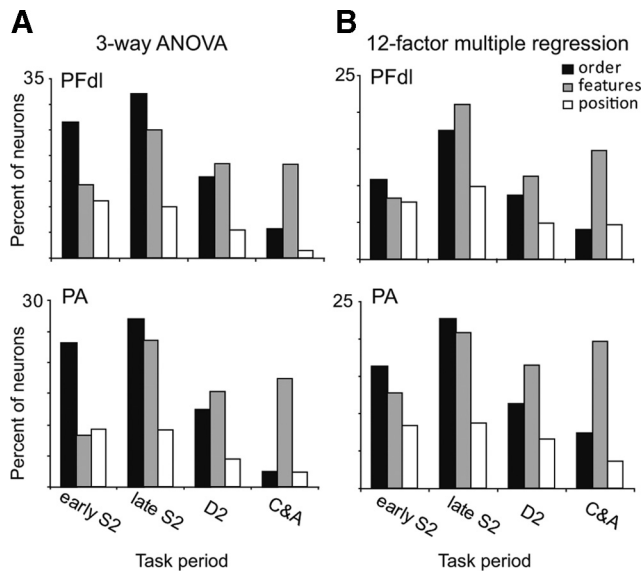 A
3-way ANOVA
35
PFdl
Percent of neurons
30
PA
Percent of neurons
early S2
late S2
D2
C&A
Task period
B
12-factor multiple regression
25
PFdl
order
features
position
25
PA
early S2
late S2
D2
C&A
Task period